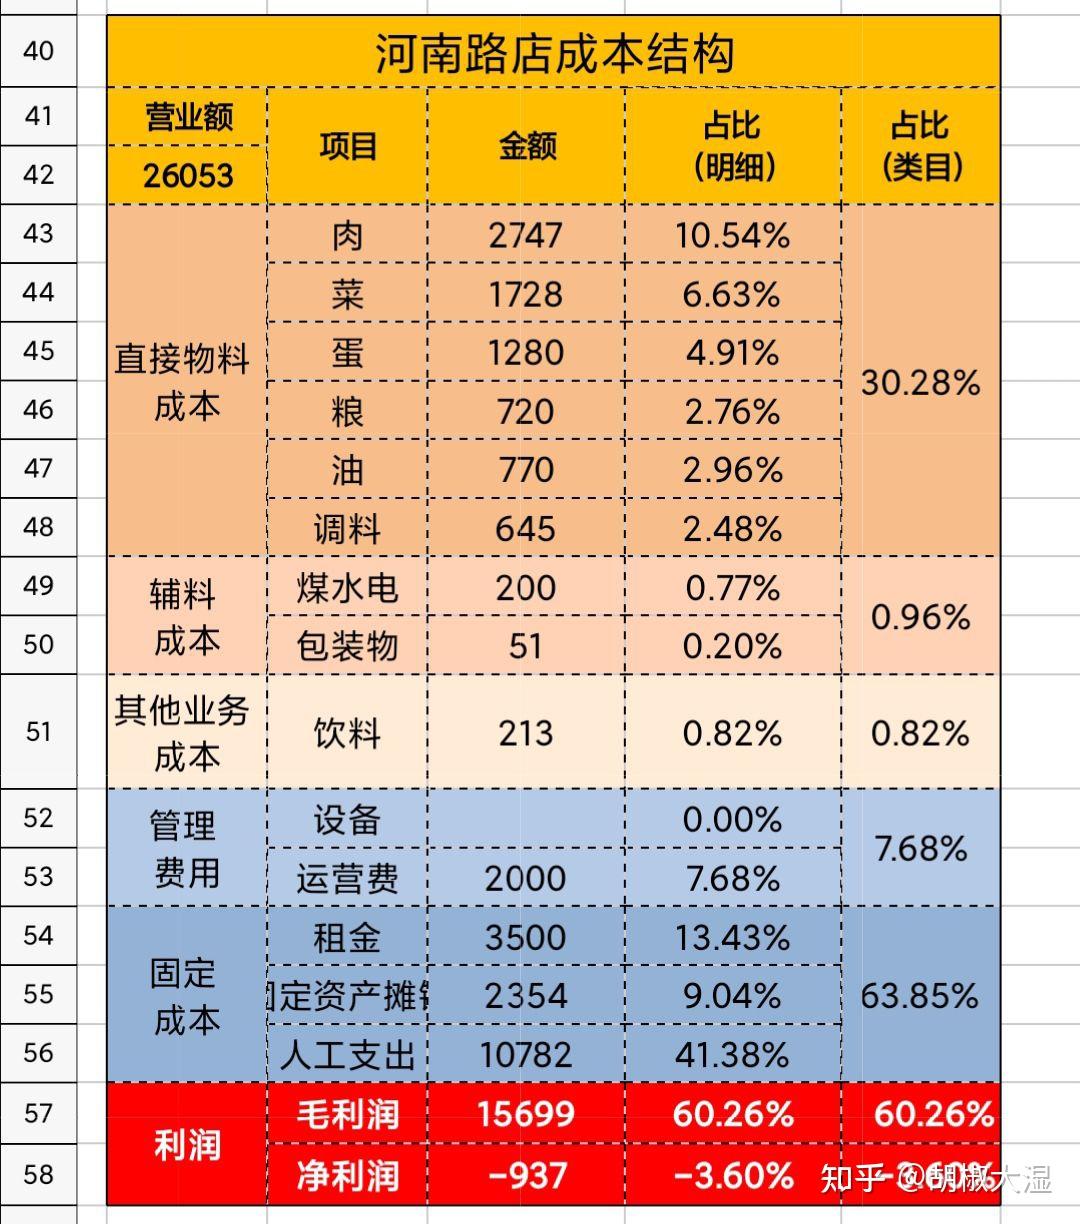 40 河南路店成本结构
41 营业额 项目 金额 占比（明细） 占比（类目）
42 26053
43 直接物料成本 肉 2747 10.54% 30.28%
44 菜 1728 6.63%
45 蛋 1280 4.91%
46 粮 720 2.76%
47 油 770 2.96%
48 调料 645 2.48%
49 辅料成本 煤水电 200 0.77% 0.96%
50 包装物 51 0.20%
51 其他业务成本 饮料 213 0.82% 0.82%
52 管理费用 设备 0.00% 7.68%
53 运营费 2000 7.68%
54 固定成本 租金 3500 13.43% 63.85%
55 定资产摊 2354 9.04%
56 人工支出 10782 41.38%
57 利润 毛利润 15699 60.26% 60.26%
58 净利润 -937 -3.60%
知乎 @胡椒大湿